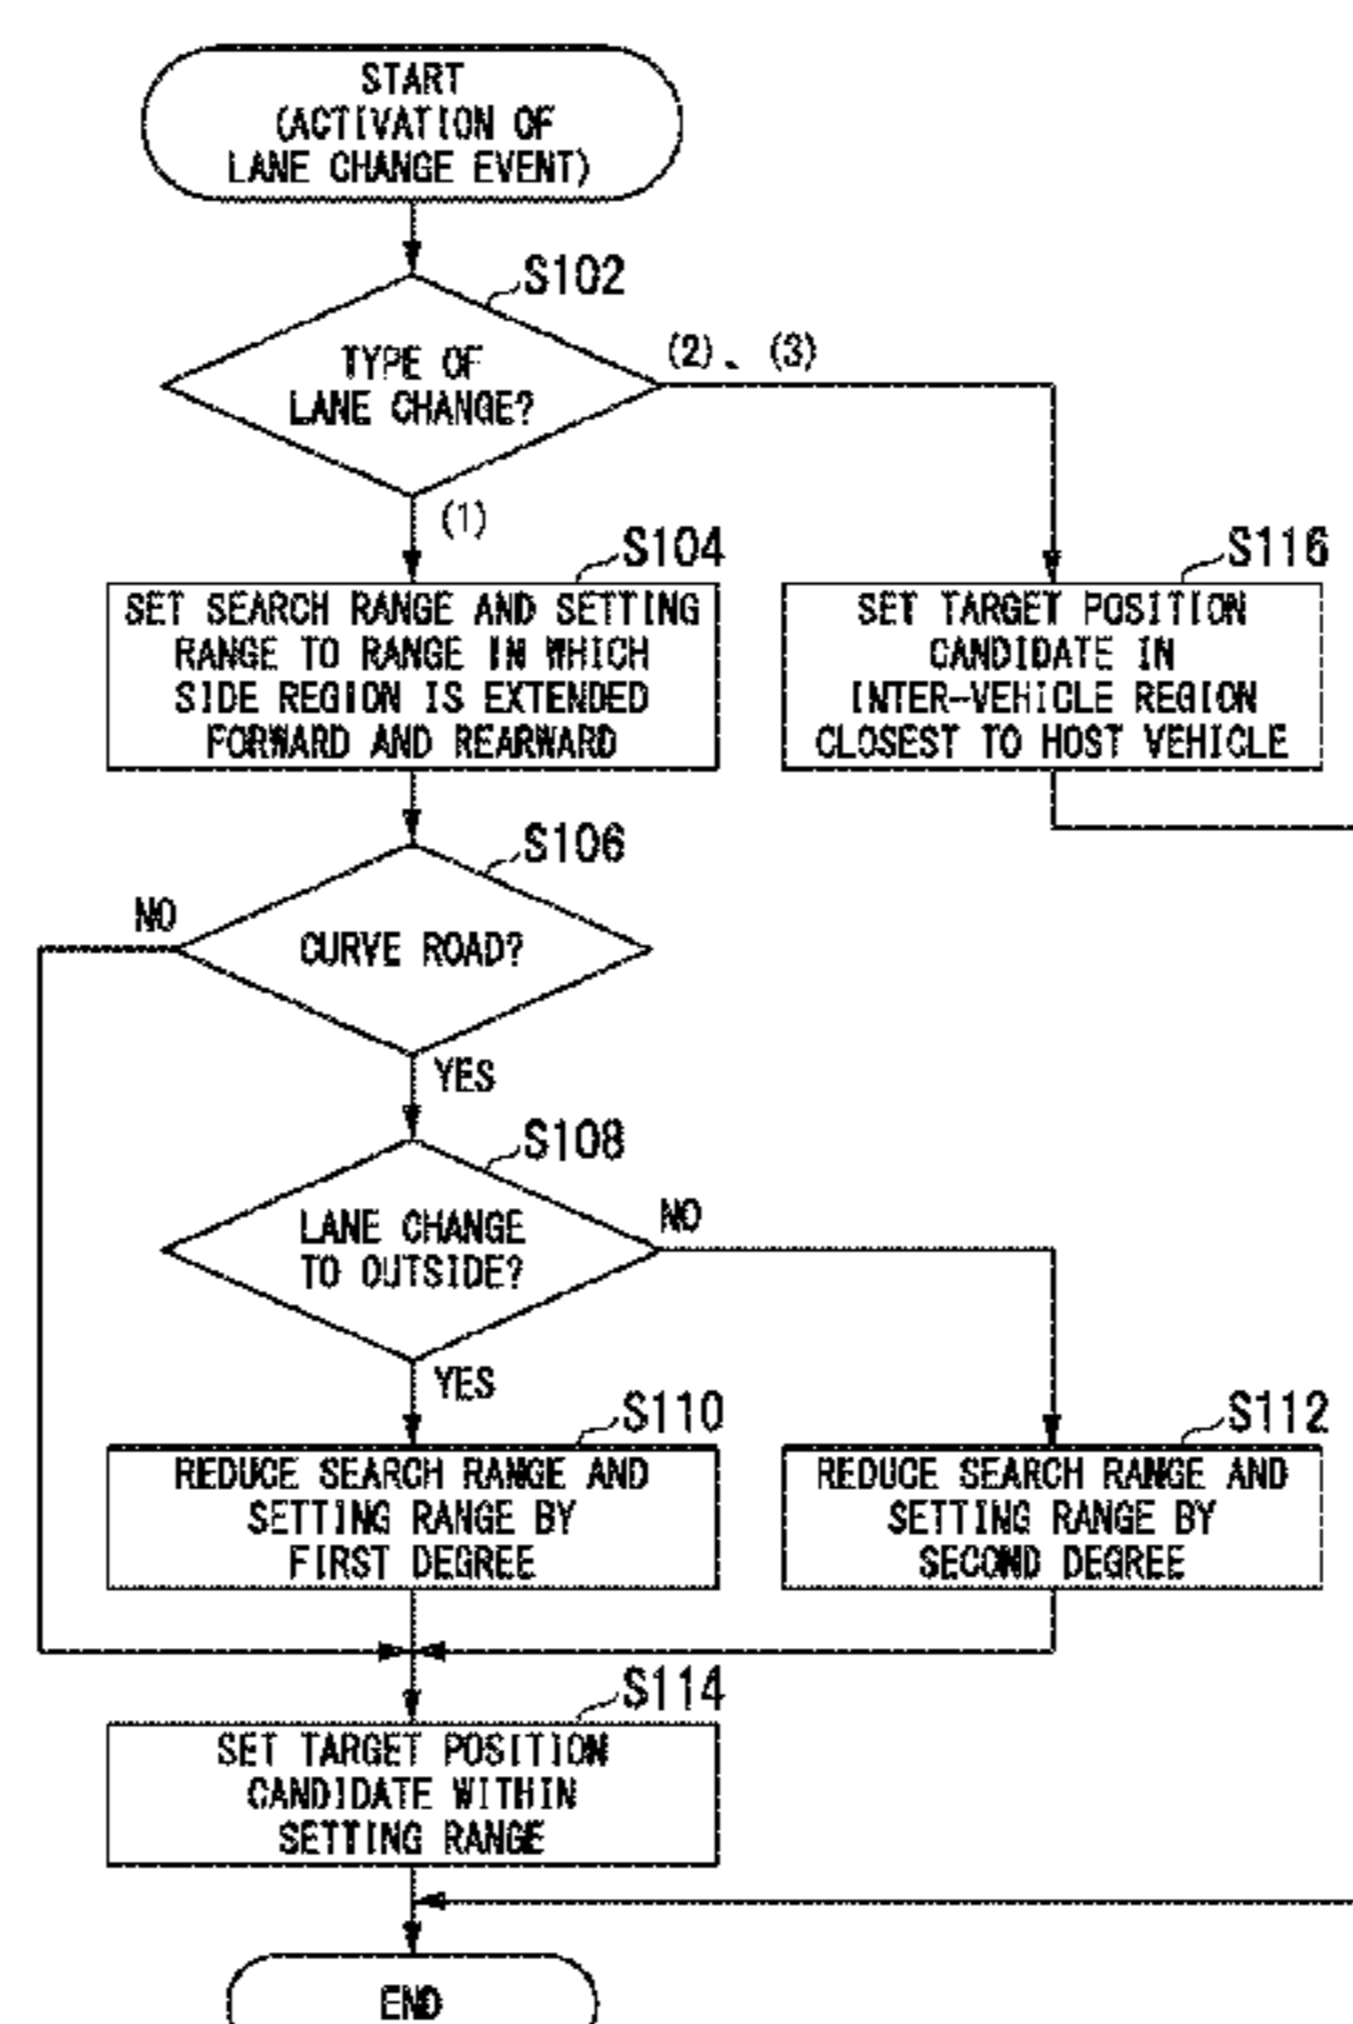 START
(ACTIVATION OF
LANE CHANGE EVENT)
S102
TYPE OF
LANE CHANGE?
(2)、(3)
(1)
S104
SET SEARCH RANGE AND SETTING
RANGE TO RANGE IN WHICH
SIDE REGION IS EXTENDED
FORWARD AND REARWARD
S116
SET TARGET POSITION
CANDIDATE IN
INTER-VEHICLE REGION
CLOSEST TO HOST VEHICLE
S106
NO
CURVE ROAD?
YES
S108
LANE CHANGE
TO OUTSIDE?
NO
YES
S110
REDUCE SEARCH RANGE AND
SETTING RANGE BY
FIRST DEGREE
S112
REDUCE SEARCH RANGE AND
SETTING RANGE BY
SECOND DEGREE
S114
SET TARGET POSITION
CANDIDATE WITHIN
SETTING RANGE
END